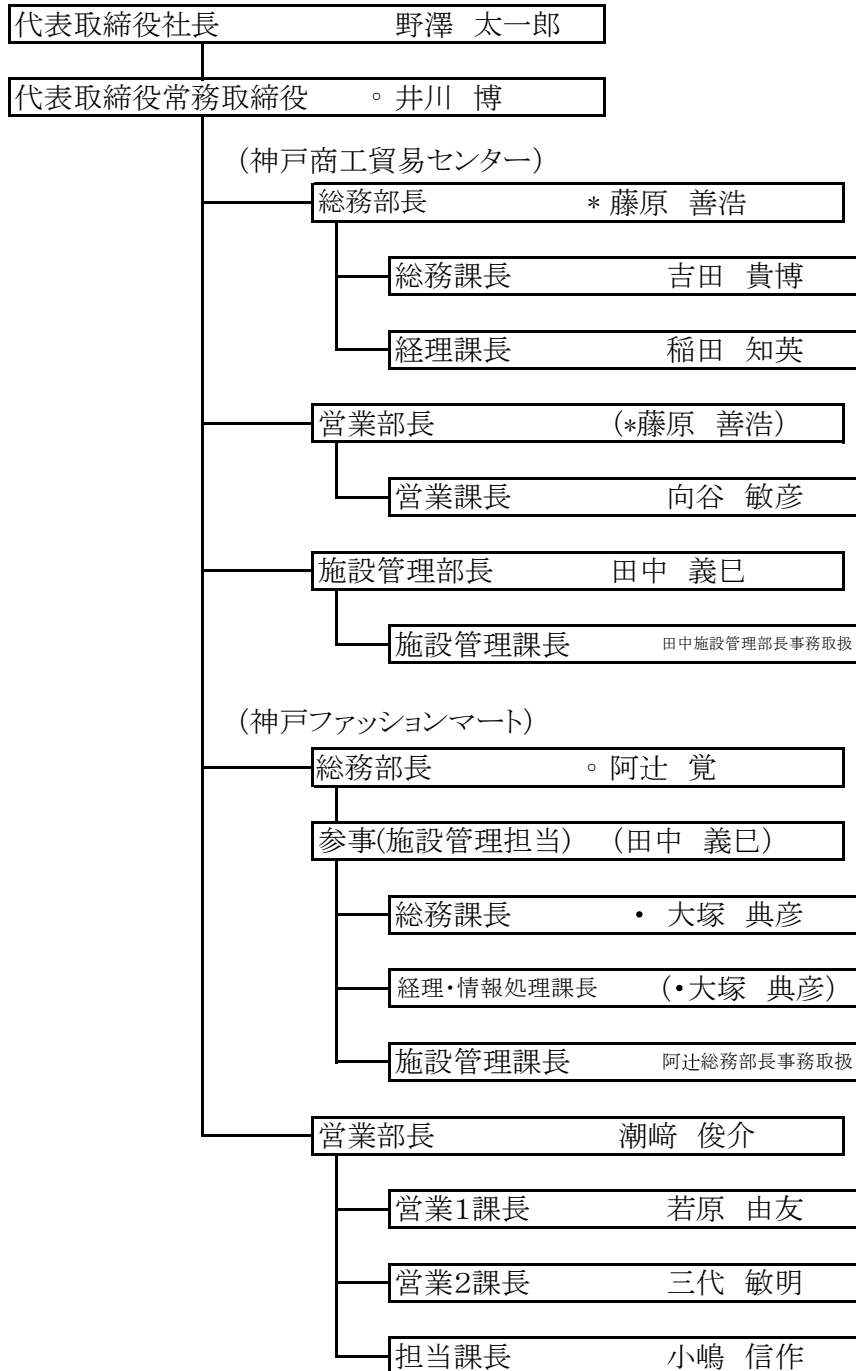 代表取締役社長 野澤 太一郎
代表取締役常務取締役 ◦ 井川 博
(神戸商工貿易センター)
総務部長 * 藤原 善浩
総務課長 吉田 貴博
経理課長 稲田 知英
営業部長 (*藤原 善浩)
営業課長 向谷 敏彦
施設管理部長 田中 義巳
施設管理課長 田中施設管理部長事務取扱
(神戸ファッションマート)
総務部長 ◦ 阿辻 覚
参事(施設管理担当) (田中 義巳)
総務課長 ・ 大塚 典彦
経理・情報処理課長 (・大塚 典彦)
施設管理課長 阿辻総務部長事務取扱
営業部長 潮﨑 俊介
営業1課長 若原 由友
営業2課長 三代 敏明
担当課長 小嶋 信作